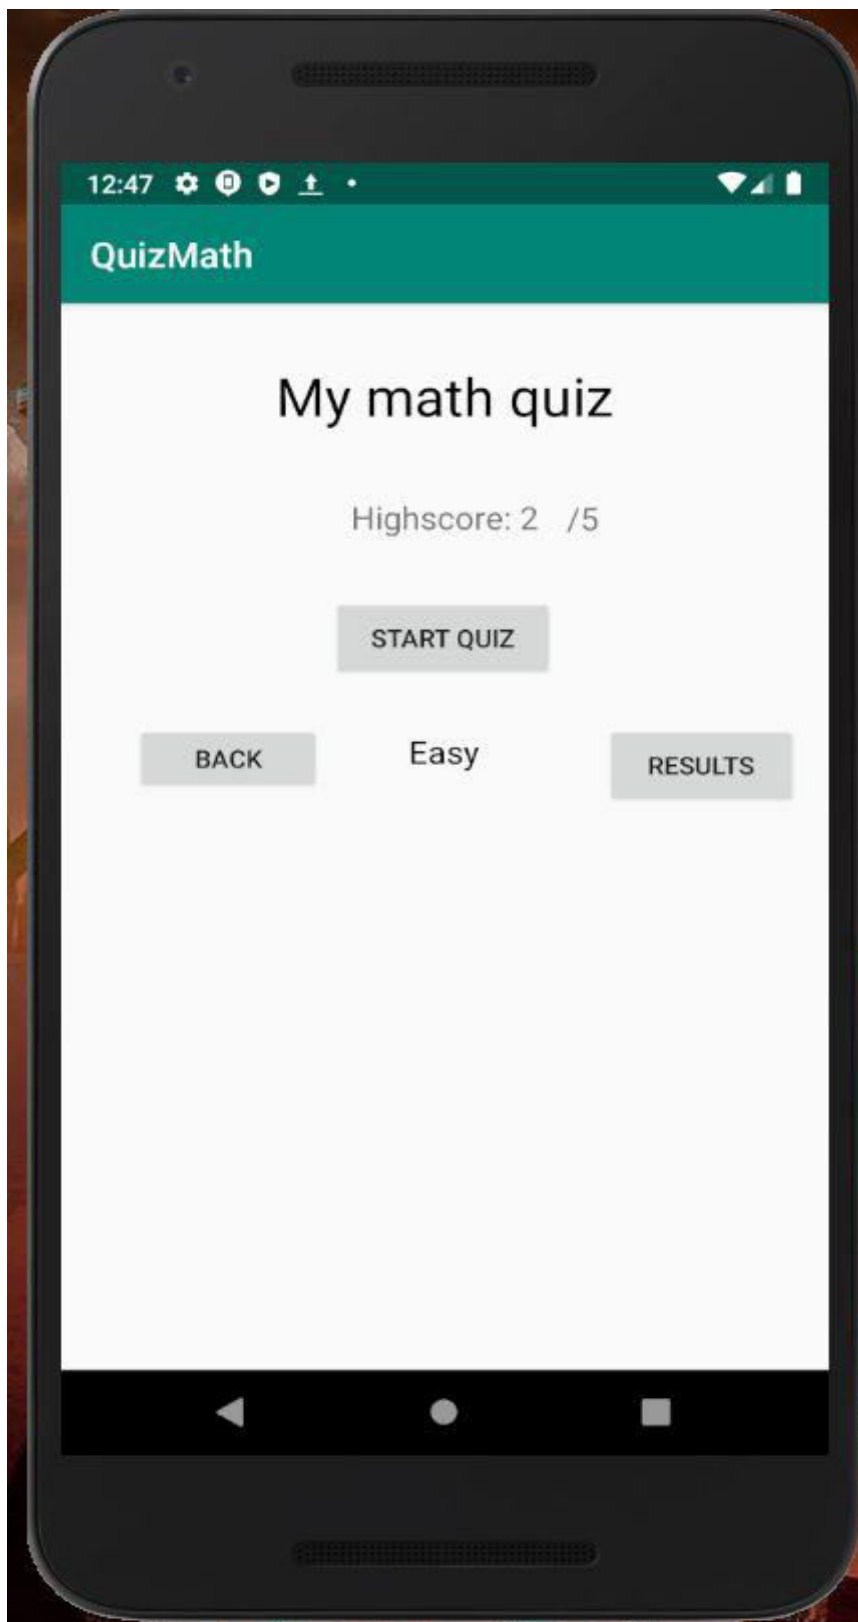 12:47
QuizMath
My math quiz
Highscore: 2 /5
START QUIZ
BACK Easy RESULTS